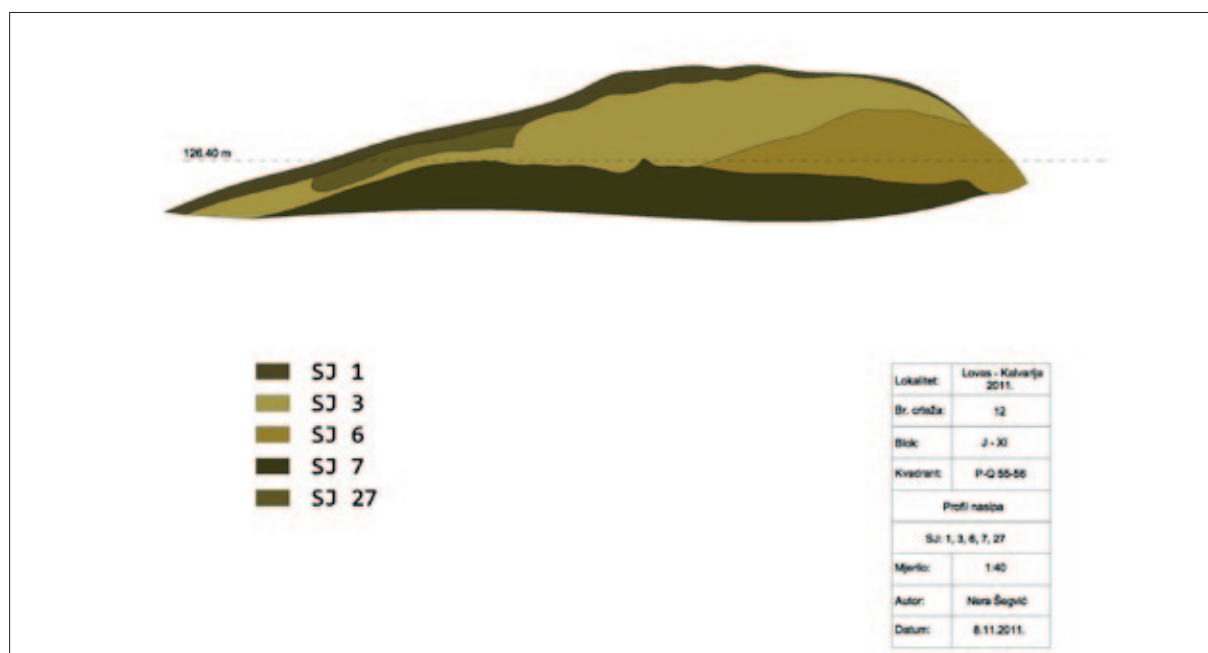 126.40 m
SJ 1
SJ 3
SJ 6
SJ 7
SJ 27
Lokalitet: Lovas - Kalvarija 2011.
Br. crteža: 12
Blok: J - XI
Kvadrant: P-Q 55-56
Profil nasipa
SJ: 1, 3, 6, 7, 27
Mjerilo: 1:40
Autor: Nera Šegvić
Datum: 8.11.2011.